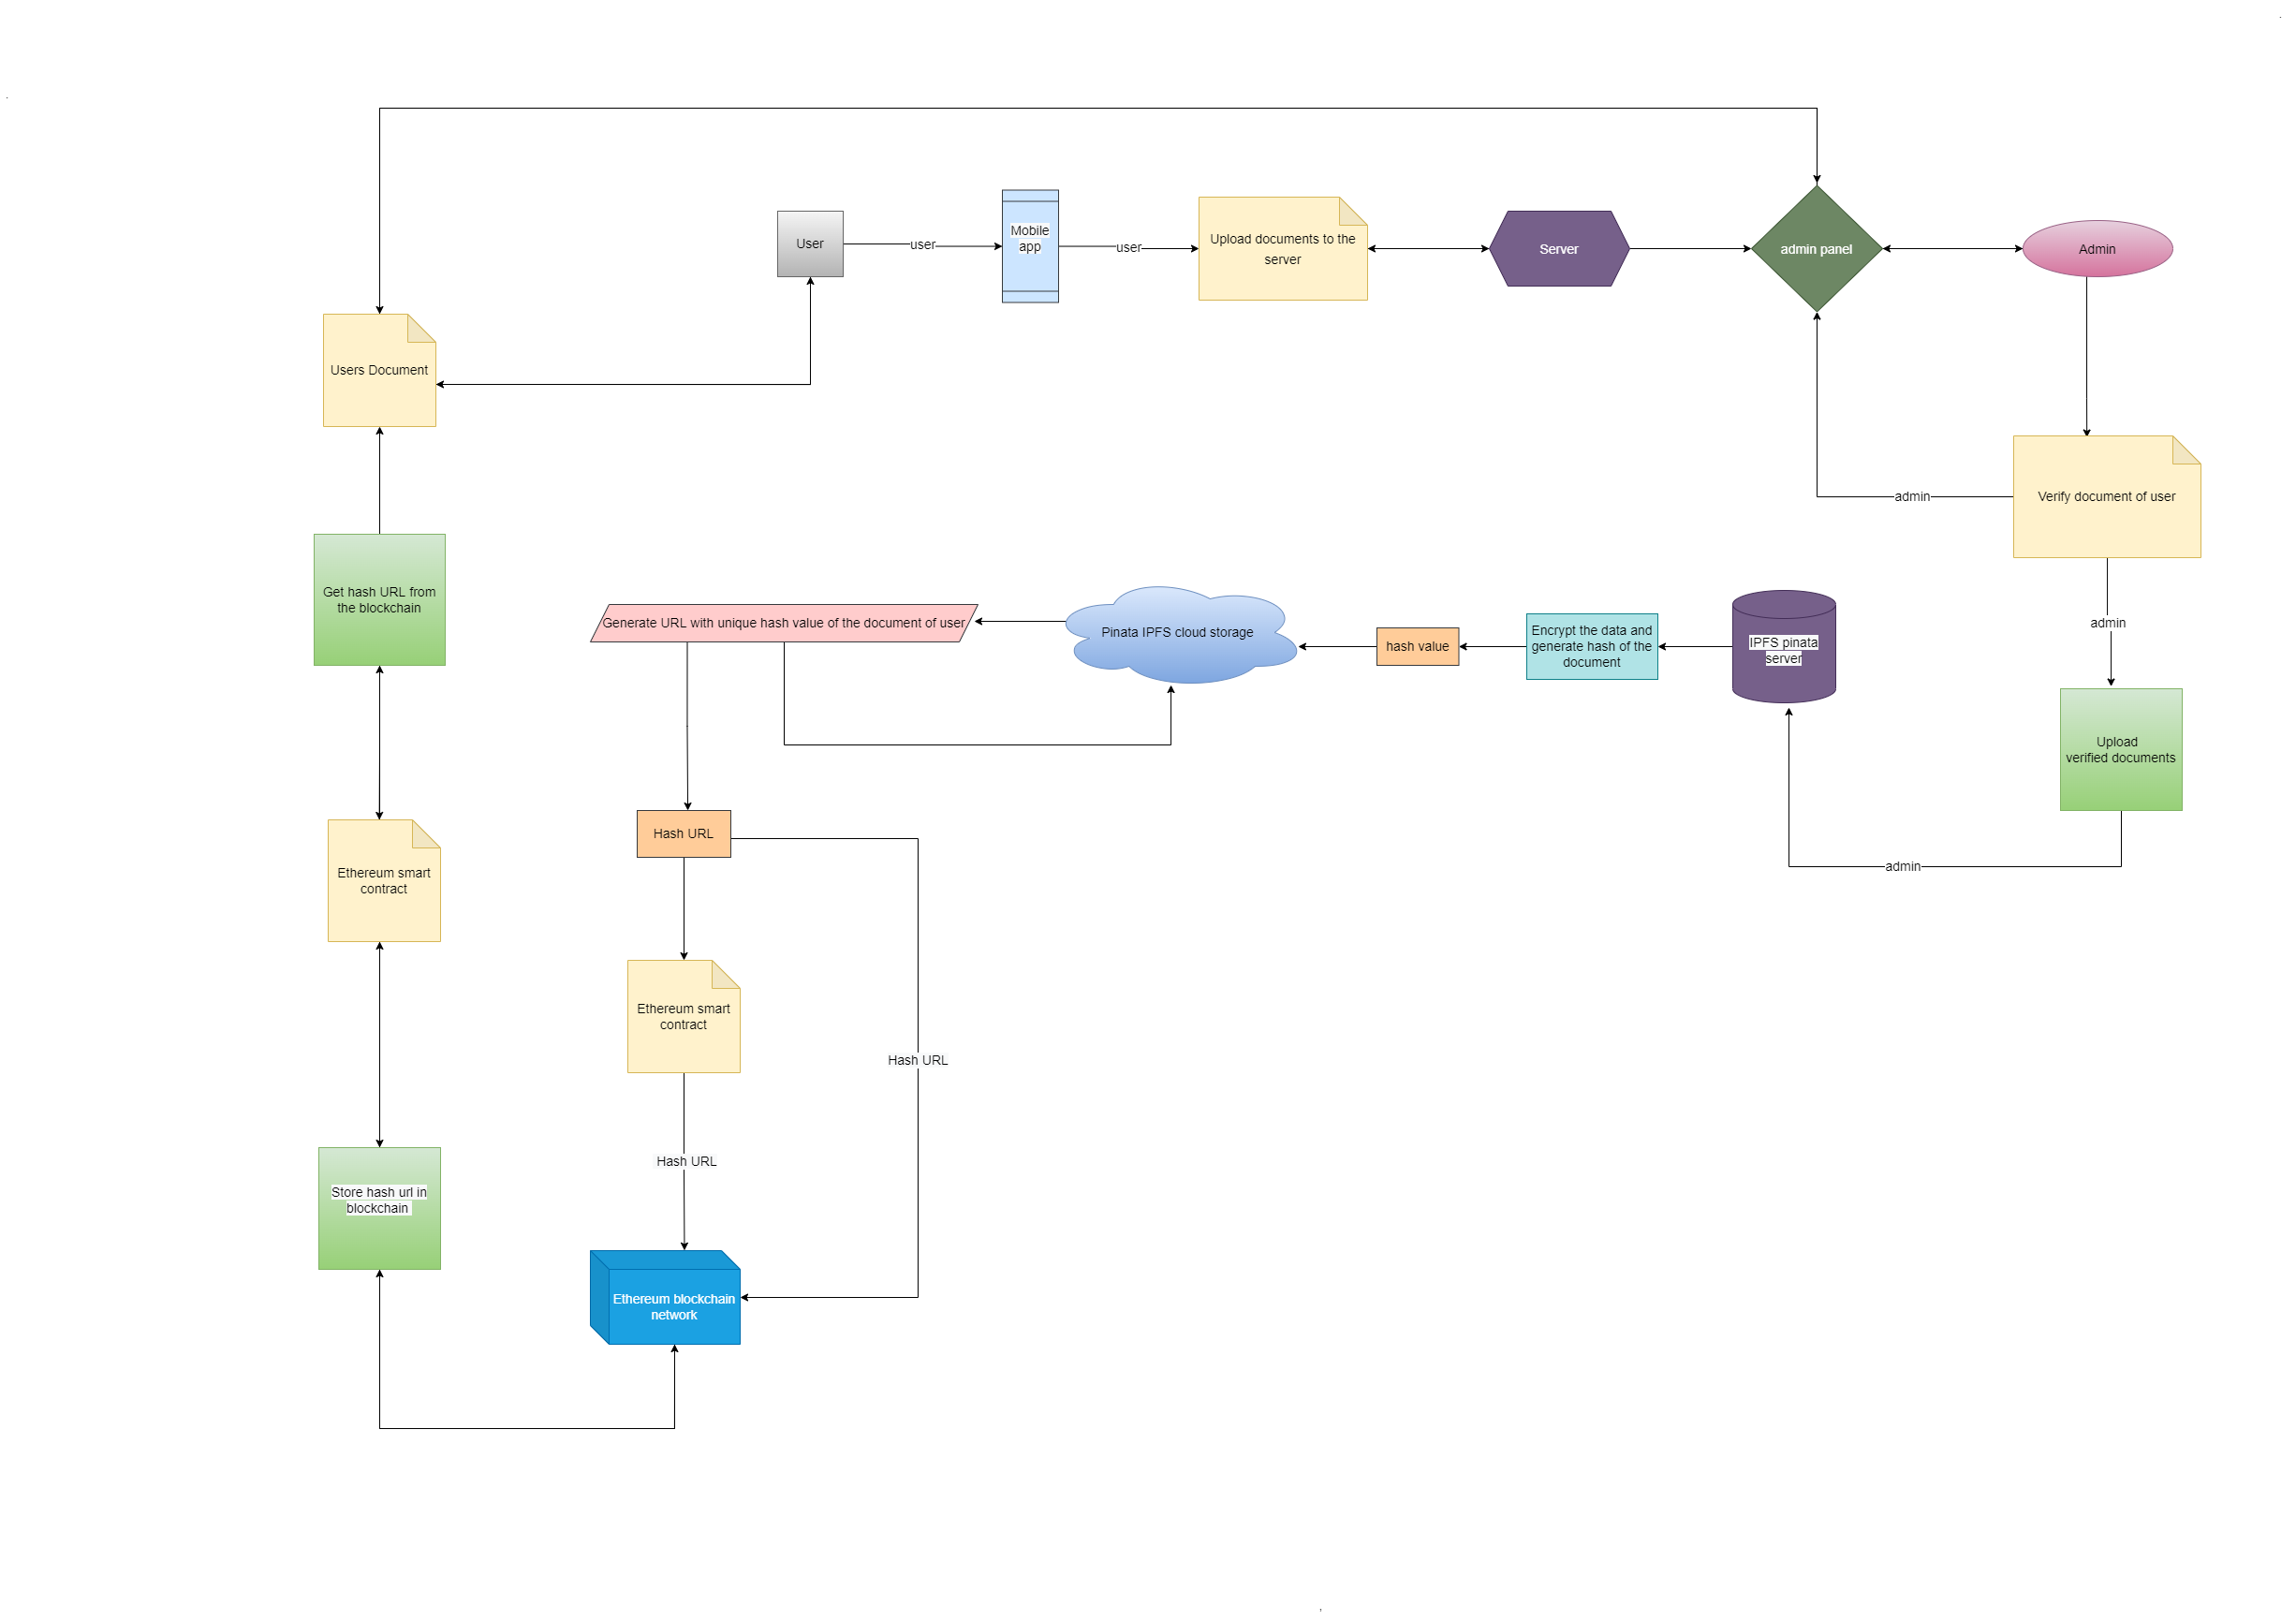 User
user
Mobile
app
user
Upload documents to the
server
Server
admin panel
Admin
Users Document
admin
Verify document of user
Get hash URL from
the blockchain
Generate URL with unique hash value of the document of user
Pinata IPFS cloud storage
hash value
Encrypt the data and
generate hash of the
document
IPFS pinata
server
admin
Upload
verified documents
Hash URL
admin
Ethereum smart
contract
Ethereum smart
contract
Hash URL
Hash URL
Store hash url in
blockchain
Ethereum blockchain
network